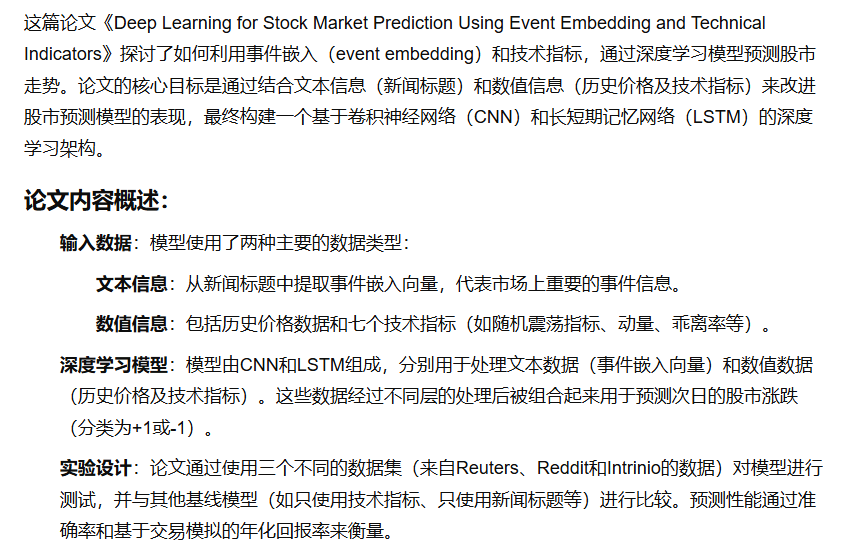 这篇论文《Deep Learning for Stock Market Prediction Using Event Embedding and Technical
Indicators》探讨了如何利用事件嵌入（event embedding）和技术指标，通过深度学习模型预测股市
走势。论文的核心目标是通过结合文本信息（新闻标题）和数值信息（历史价格及技术指标）来改进
股市预测模型的表现，最终构建一个基于卷积神经网络（CNN）和长短期记忆网络（LSTM）的深度
学习架构。
论文内容概述：
输入数据：模型使用了两种主要的数据类型：
文本信息：从新闻标题中提取事件嵌入向量，代表市场上重要的事件信息。
数值信息：包括历史价格数据和七个技术指标（如随机震荡指标、动量、乖离率等）。
深度学习模型：模型由CNN和LSTM组成，分别用于处理文本数据（事件嵌入向量）和数值数据
（历史价格及技术指标）。这些数据经过不同层的处理后被组合起来用于预测次日的股市涨跌
（分类为+1或-1）。
实验设计：论文通过使用三个不同的数据集（来自Reuters、Reddit和Intrinio的数据）对模型进行
测试，并与其他基线模型（如只使用技术指标、只使用新闻标题等）进行比较。预测性能通过准
确率和基于交易模拟的年化回报率来衡量。